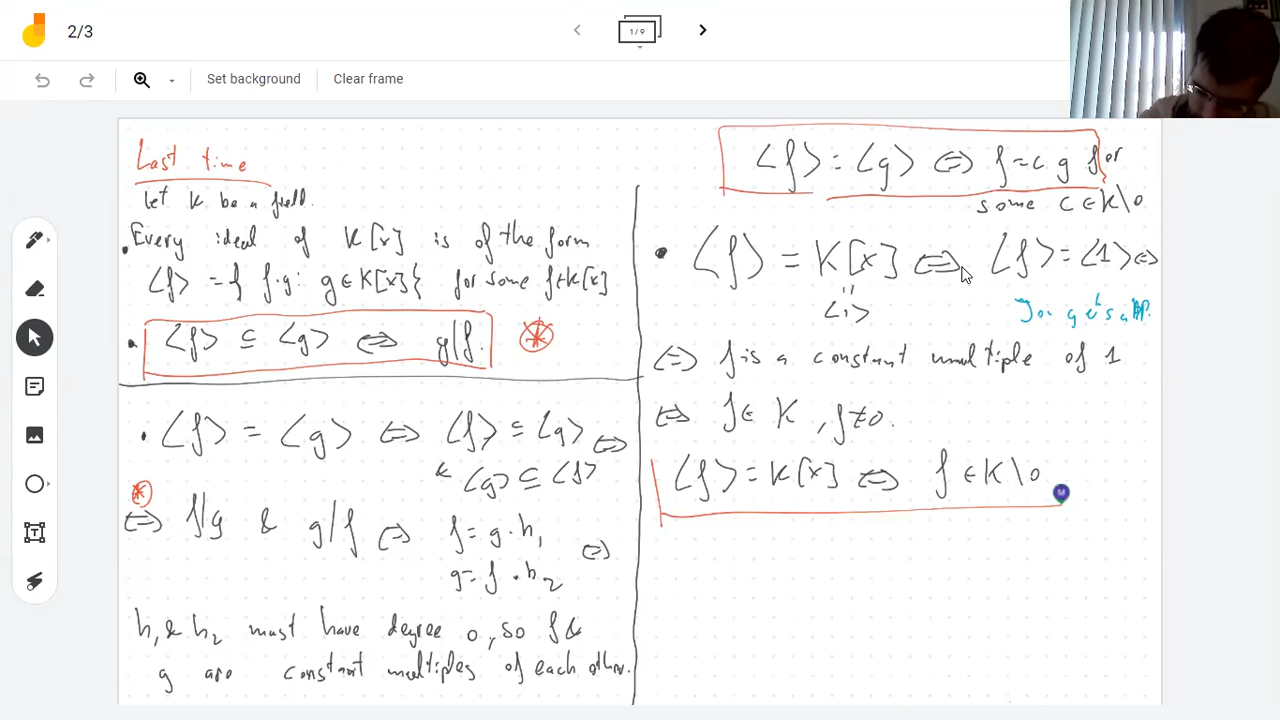 2/3
1/9
Set background
Clear frame
Last time
Let K be a field.
• Every ideal of K[x] is of the form
⟨f⟩ = { f·g : g ∈ K[x]} for some f ∈ K[x]
• ⟨f⟩ ⊆ ⟨g⟩ ⇔ g|f. *
• ⟨f⟩ = ⟨g⟩ ⇔ ⟨f⟩ ⊆ ⟨g⟩ ⇔
& ⟨g⟩ ⊆ ⟨f⟩
*
⇔ f|g & g|f ⇔ f = g · h₁
g = f · h₂ ⇔
h₁ & h₂ must have degree 0, so f &
g are constant multiples of each other.
⟨f⟩ = ⟨g⟩ ⇔ f = c g for
some c ∈ K\0
• ⟨f⟩ = K[x] ⇔ ⟨f⟩ = ⟨1⟩ ⇔
"
⟨1⟩
⇔ f is a constant multiple of 1
⇔ f ∈ K, f ≠ 0.
⟨f⟩ = K[x] ⇔ f ∈ K\0
M